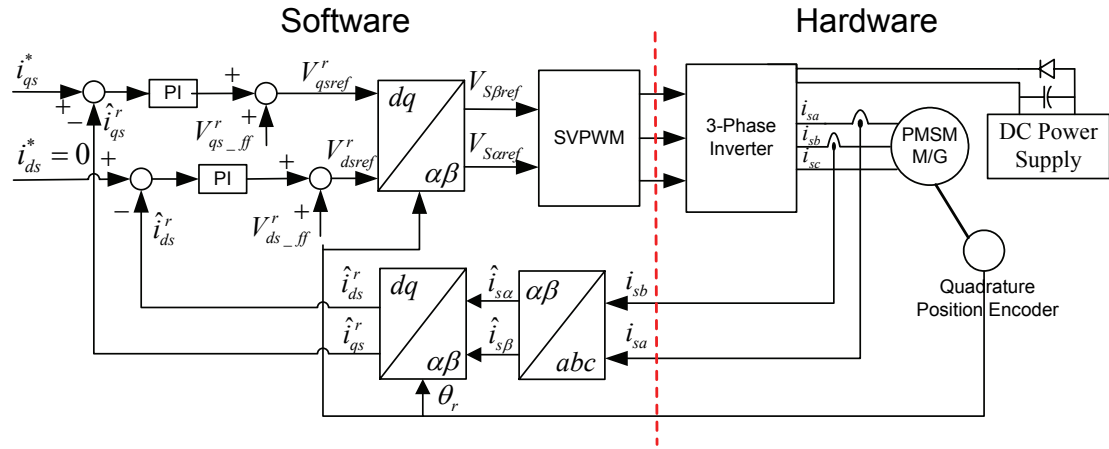 Software
Hardware
i*qs
+
−
î^r_qs
PI
+
+
V^r_qs_ff
V^r_qsref
i*ds = 0
+
−
î^r_ds
PI
+
+
V^r_ds_ff
V^r_dsref
dq
αβ
V_Sβref
V_Sαref
SVPWM
3-Phase
Inverter
i_sa
i_sb
i_sc
PMSM
M/G
DC Power
Supply
Quadrature
Position Encoder
î^r_ds
î^r_qs
dq
αβ
θ_r
î_sα
î_sβ
αβ
abc
i_sb
i_sa